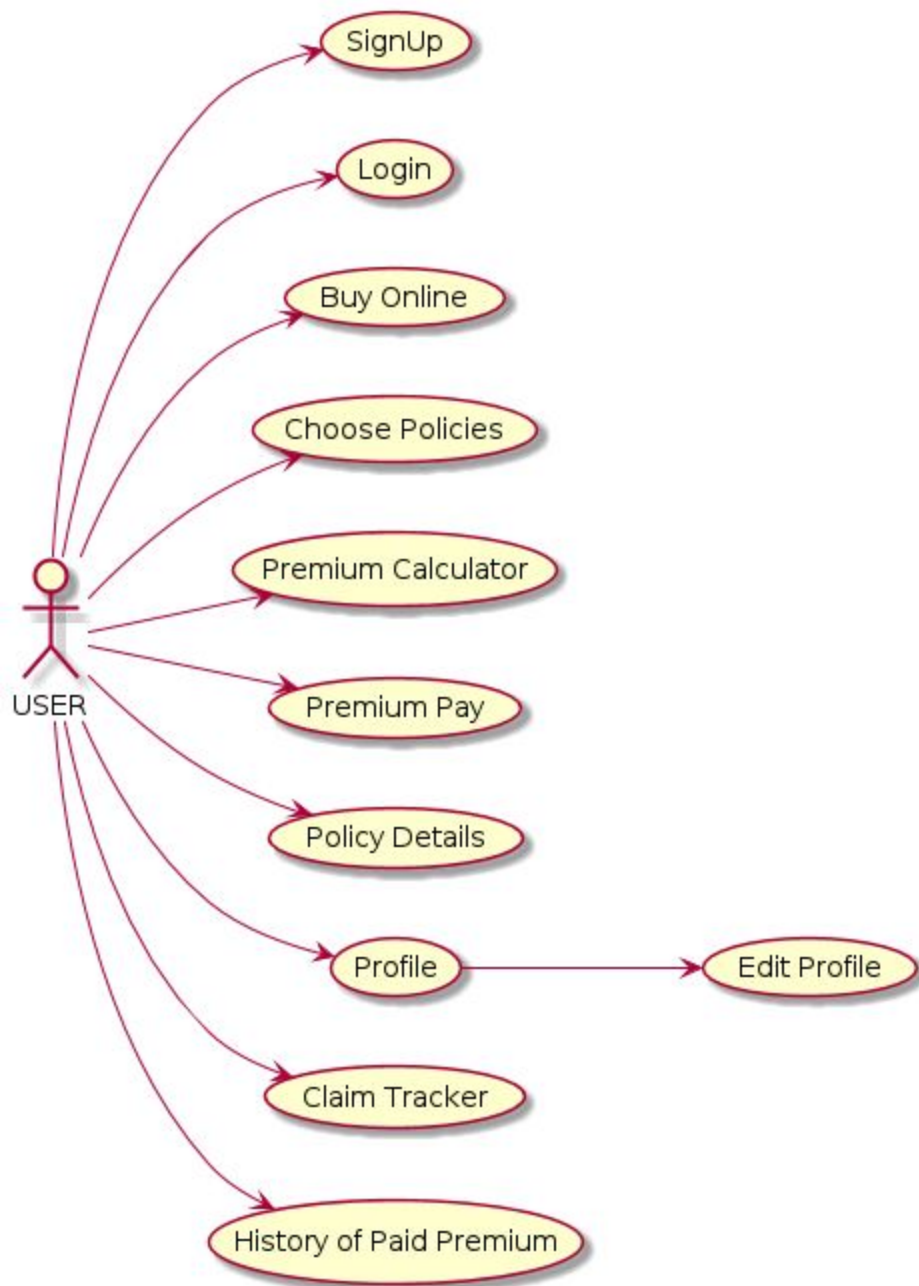 SignUp
Login
Buy Online
Choose Policies
Premium Calculator
USER
Premium Pay
Policy Details
Profile
Edit Profile
Claim Tracker
History of Paid Premium